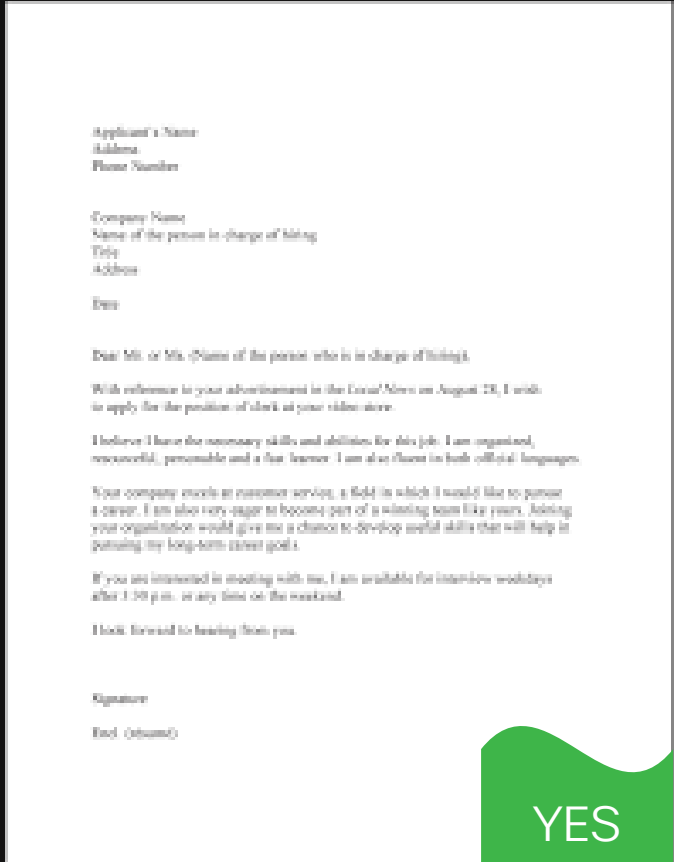 Applicant's Name
Address
Phone Number
Company Name
Name of the person in charge of hiring
Title
Address
Date
Dear Mr. or Ms. (Name of the person who is in charge of hiring),
With reference to your advertisement in the Local News on August 28, I wish
to apply for the position of clerk at your video store.
I believe I have the necessary skills and abilities for this job. I am organized,
resourceful, personable and a fast learner. I am also fluent in both official languages.
Your company excels at customer service, a field in which I would like to pursue
a career. I am also very eager to become part of a winning team like yours. Joining
your organization would give me a chance to develop useful skills that will help in
pursuing my long-term career goals.
If you are interested in meeting with me, I am available for interview weekdays
after 3:30 p.m. or any time on the weekend.
I look forward to hearing from you.
Signature
Encl. (résumé)
YES